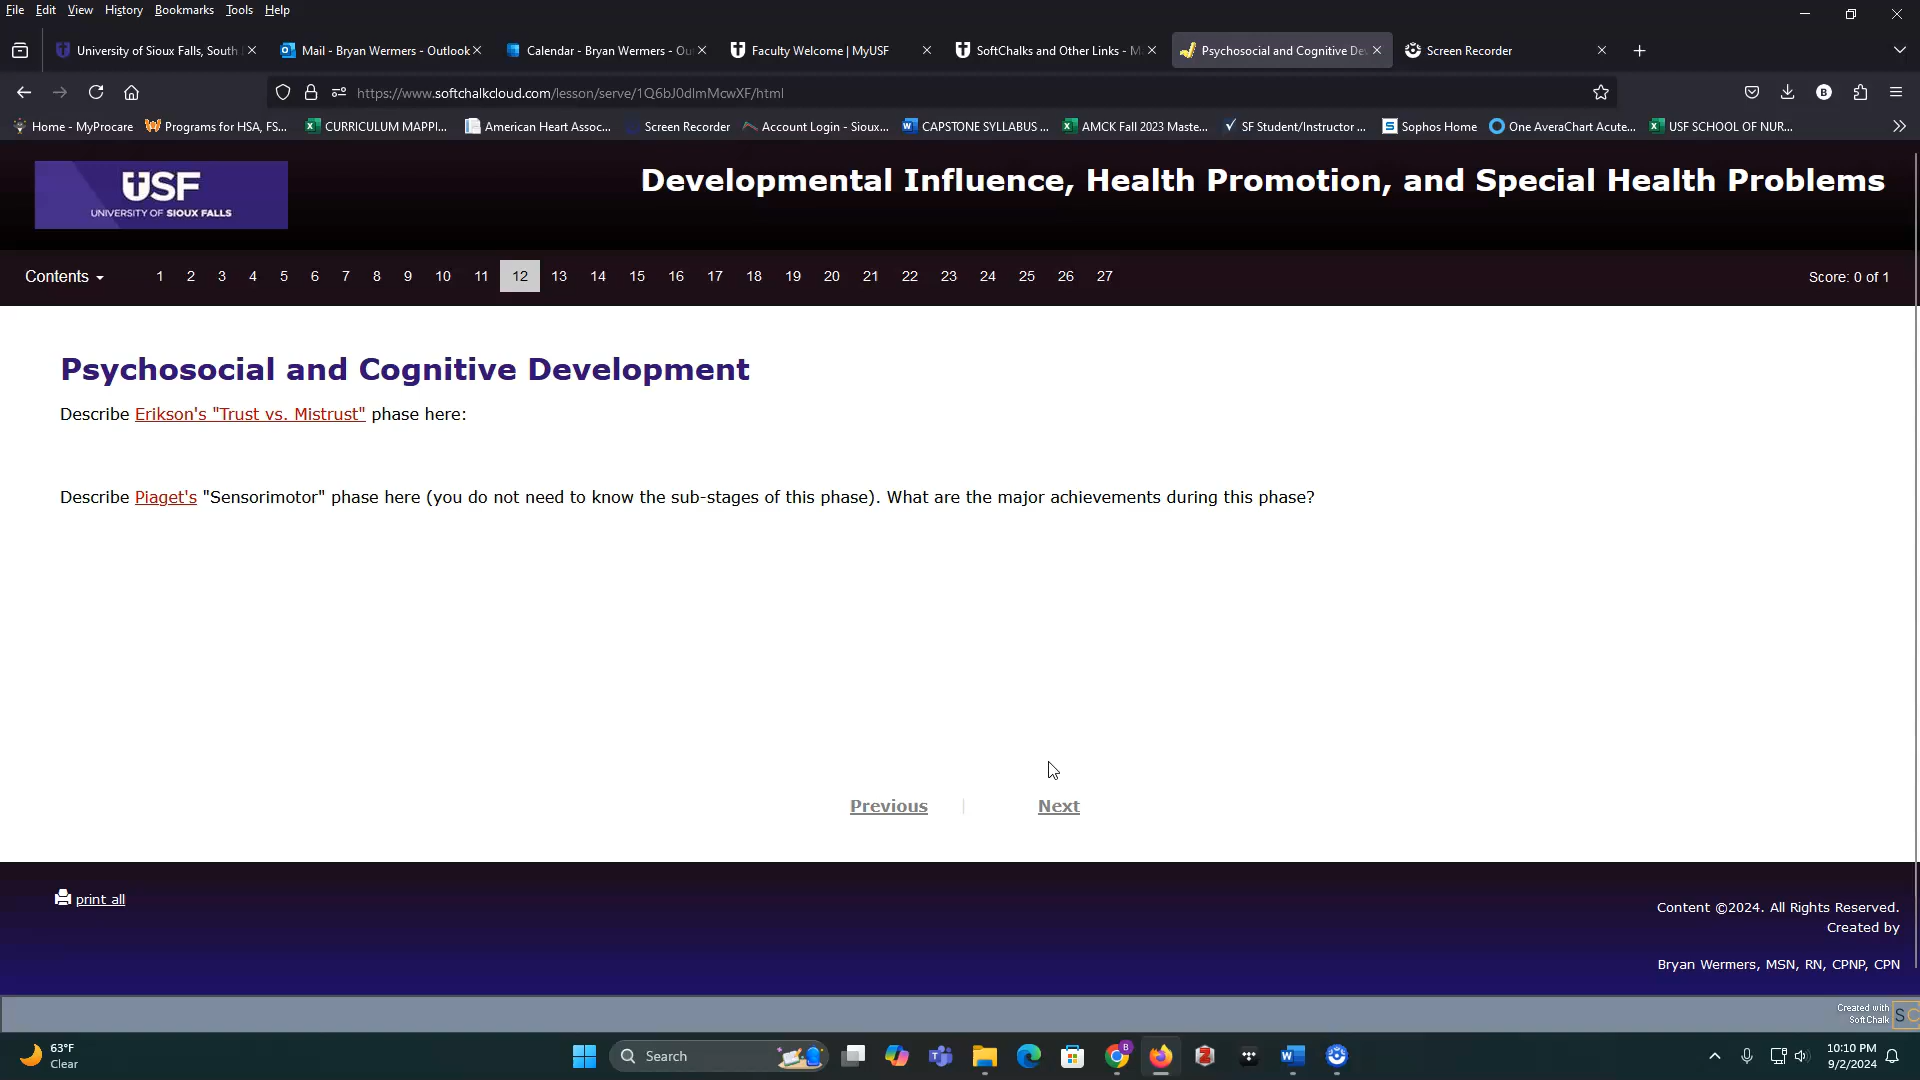 File Edit View History Bookmarks Tools Help
University of Sioux Falls, South
Mail - Bryan Wermers - Outlook
Calendar - Bryan Wermers - Ou
Faculty Welcome | MyUSF
SoftChalks and Other Links - M
Psychosocial and Cognitive De
Screen Recorder
https://www.softchalkcloud.com/lesson/serve/1Q6bJ0dlmMcwXF/html
B
Home - MyProcare
Programs for HSA, FS...
CURRICULUM MAPPI...
American Heart Assoc...
Screen Recorder
Account Login - Sioux...
CAPSTONE SYLLABUS ...
AMCK Fall 2023 Maste...
SF Student/Instructor ...
Sophos Home
One AveraChart Acute...
USF SCHOOL OF NUR...
USF
UNIVERSITY OF SIOUX FALLS
Developmental Influence, Health Promotion, and Special Health Problems
Contents 1 2 3 4 5 6 7 8 9 10 11 12 13 14 15 16 17 18 19 20 21 22 23 24 25 26 27 Score: 0 of 1
Psychosocial and Cognitive Development
Describe Erikson's "Trust vs. Mistrust" phase here:
Describe Piaget's "Sensorimotor" phase here (you do not need to know the sub-stages of this phase). What are the major achievements during this phase?
Previous | Next
print all
Content ©2024. All Rights Reserved.
Created by
Bryan Wermers, MSN, RN, CPNP, CPN
Created with
SoftChalk
SC
63°F
Clear
Search
10:10 PM
9/2/2024